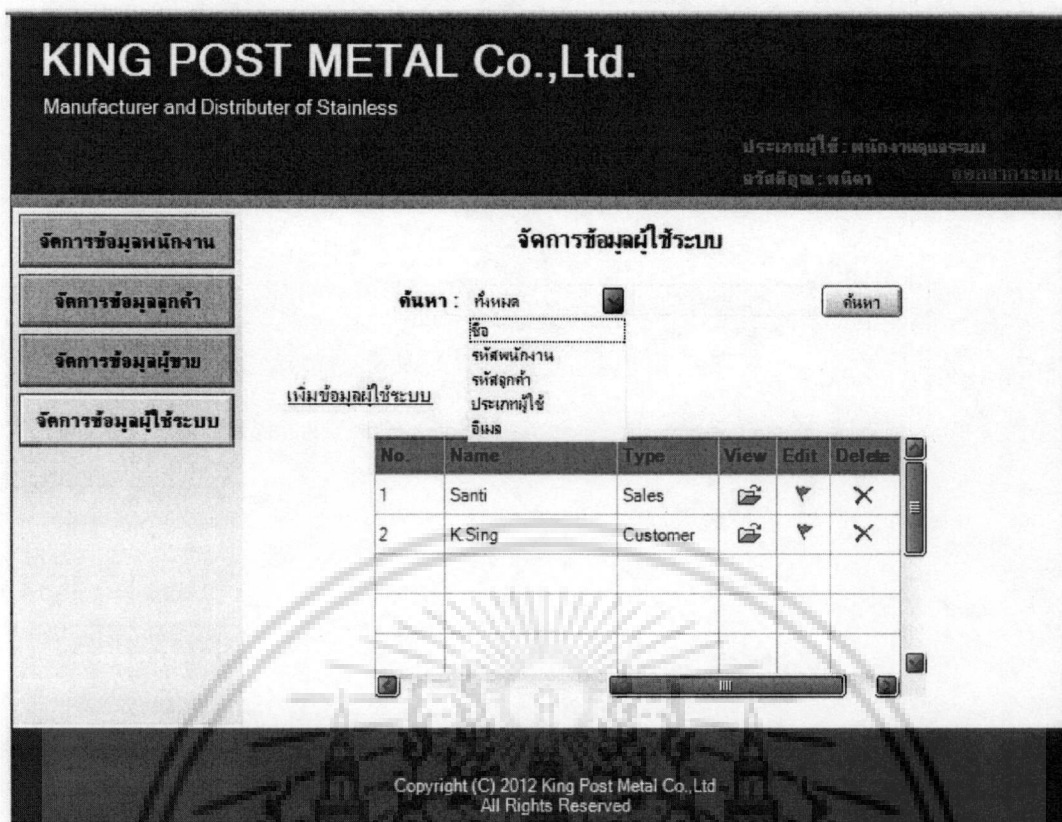 KING POST METAL Co.,Ltd.
Manufacturer and Distributer of Stainless
ประเภทผู้ใช้ : พนักงานดูแลระบบ
สวัสดีคุณ : พนิดา ออกจากระบบ
จัดการข้อมูลพนักงาน
จัดการข้อมูลลูกค้า
จัดการข้อมูลผู้ขาย
จัดการข้อมูลผู้ใช้ระบบ
จัดการข้อมูลผู้ใช้ระบบ
ค้นหา : ทั้งหมด ค้นหา
ชื่อ
รหัสพนักงาน
รหัสลูกค้า
ประเภทผู้ใช้
อีเมล
เพิ่มข้อมูลผู้ใช้ระบบ
No. Name Type View Edit Delete
1 Santi Sales
2 K.Sing Customer
Copyright (C) 2012 King Post Metal Co.,Ltd
All Rights Reserved